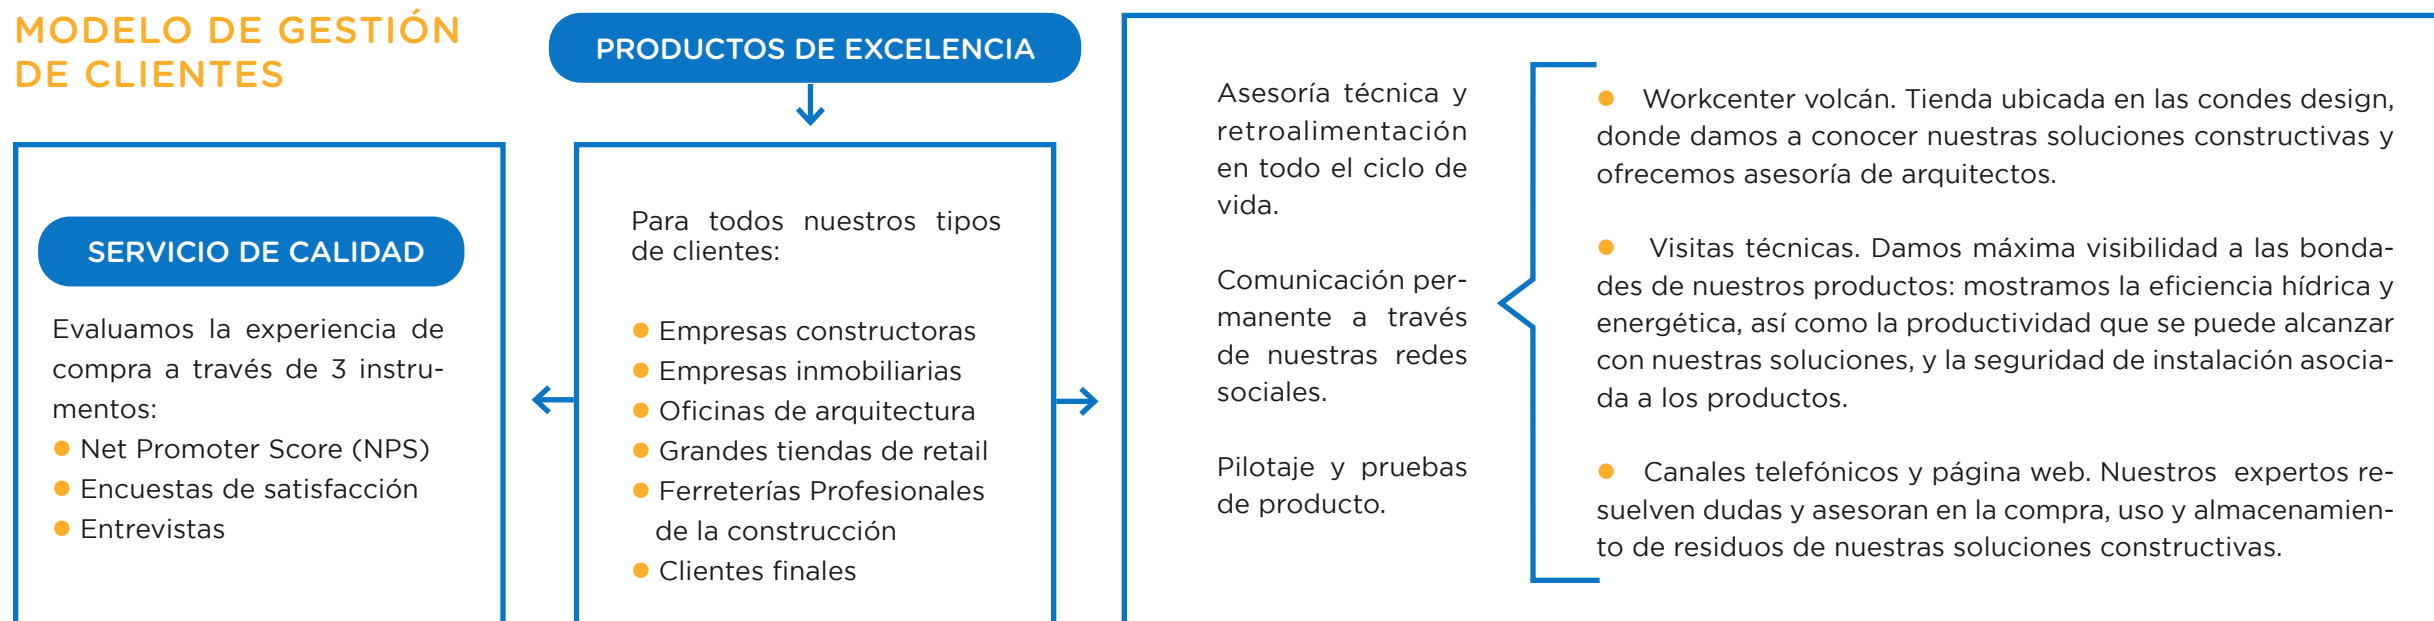 MODELO DE GESTIÓN
DE CLIENTES
SERVICIO DE CALIDAD
Evaluamos la experiencia de
compra a través de 3 instru-
mentos:
● Net Promoter Score (NPS)
● Encuestas de satisfacción
● Entrevistas
PRODUCTOS DE EXCELENCIA
Para todos nuestros tipos
de clientes:
● Empresas constructoras
● Empresas inmobiliarias
● Oficinas de arquitectura
● Grandes tiendas de retail
● Ferreterías Profesionales
de la construcción
● Clientes finales
Asesoría técnica y
retroalimentación
en todo el ciclo de
vida.
Comunicación per-
manente a través
de nuestras redes
sociales.
Pilotaje y pruebas
de producto.
● Workcenter volcán. Tienda ubicada en las condes design,
donde damos a conocer nuestras soluciones constructivas y
ofrecemos asesoría de arquitectos.
● Visitas técnicas. Damos máxima visibilidad a las bonda-
des de nuestros productos: mostramos la eficiencia hídrica y
energética, así como la productividad que se puede alcanzar
con nuestras soluciones, y la seguridad de instalación asocia-
da a los productos.
● Canales telefónicos y página web. Nuestros expertos re-
suelven dudas y asesoran en la compra, uso y almacenamien-
to de residuos de nuestras soluciones constructivas.